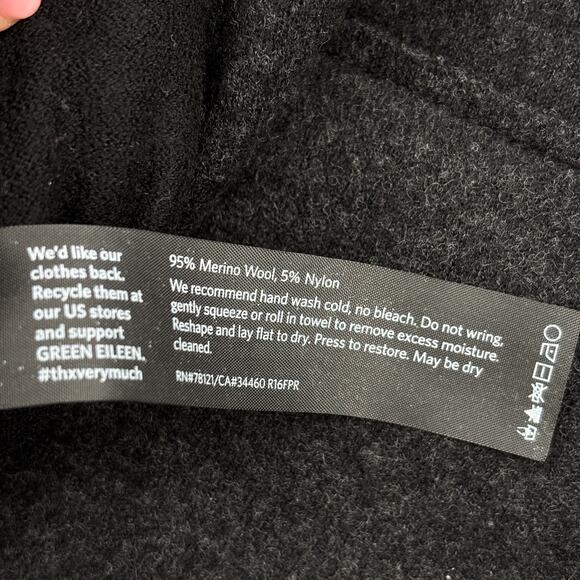 We'd like our
clothes back.
Recycle them at
our US stores
and support
GREEN EILEEN.
#thxverymuch
95% Merino Wool, 5% Nylon
We recommend hand wash cold, no bleach. Do not wring,
gently squeeze or roll in towel to remove excess moisture.
Reshape and lay flat to dry. Press to restore. May be dry
cleaned.
RN#78121/CA#34460 R16FPR